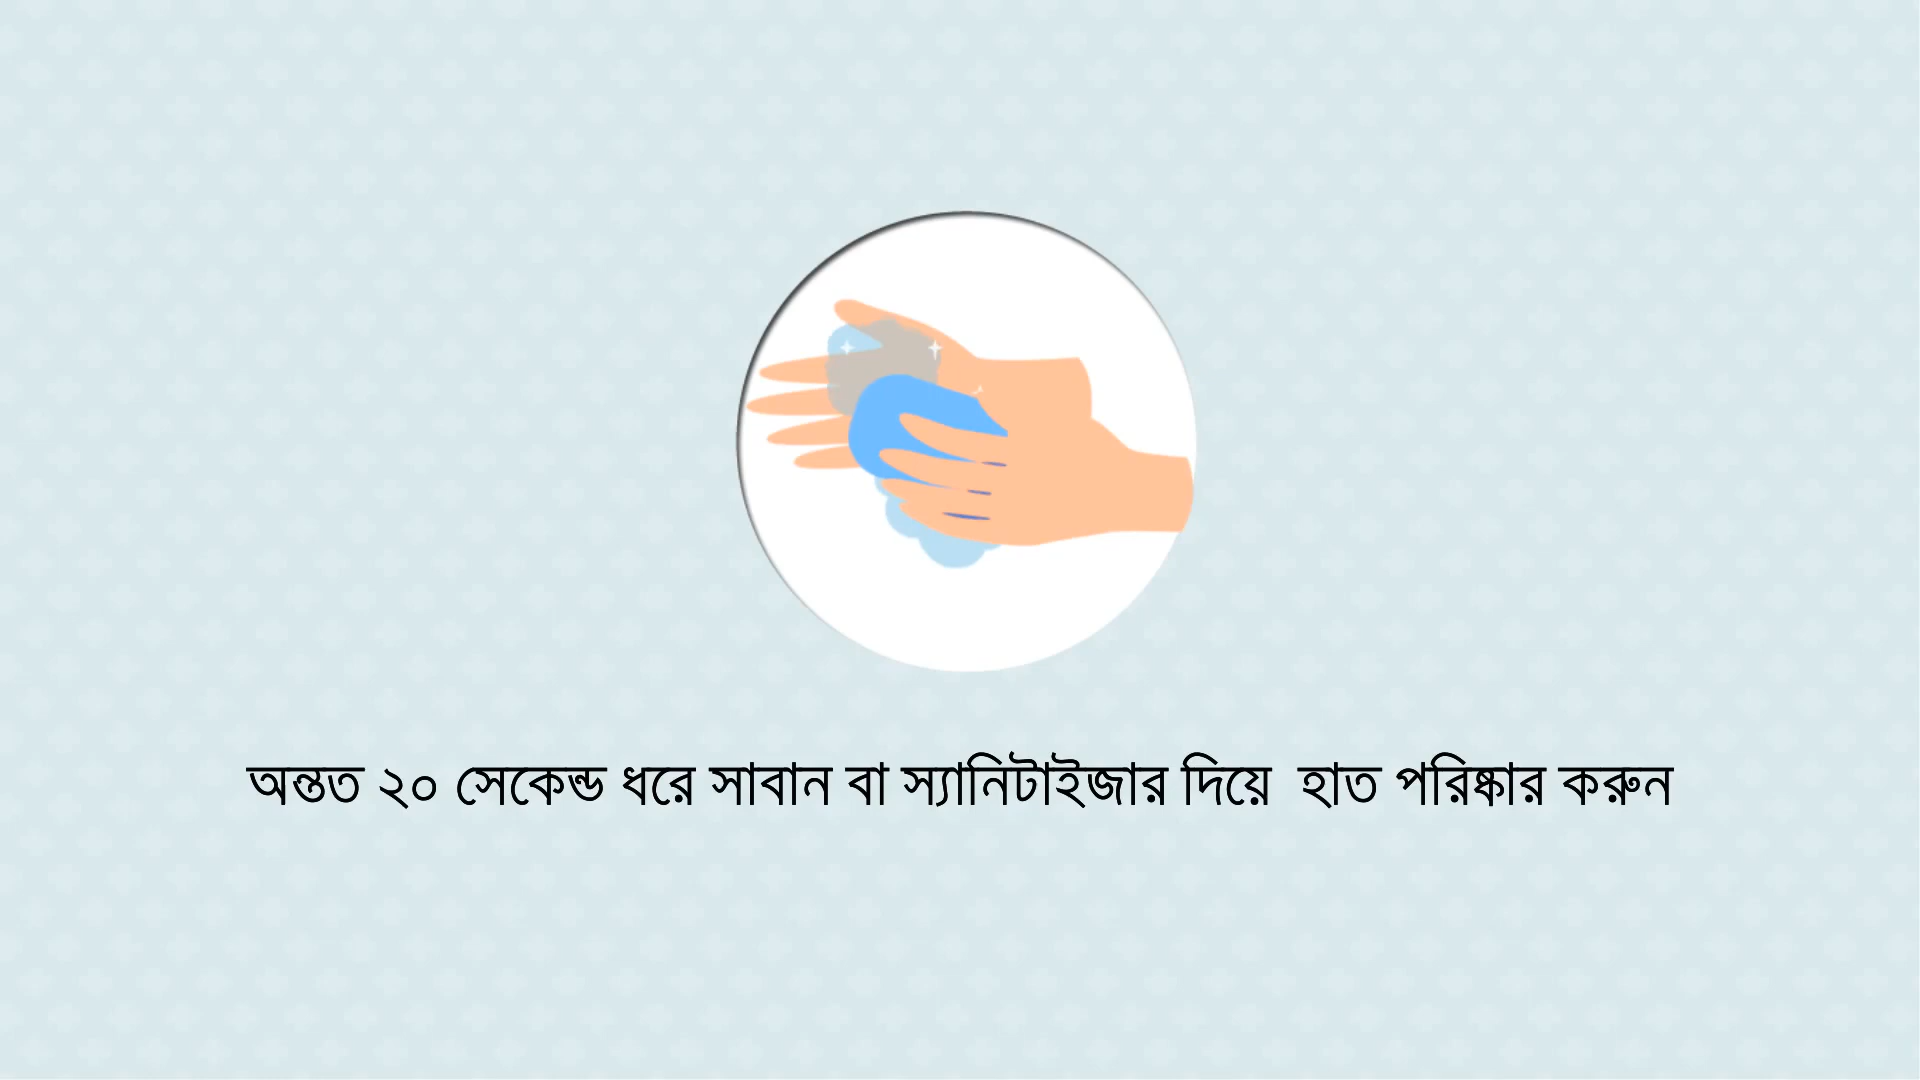 অন্তত ২০ সেকেন্ড ধরে সাবান বা স্যানিটাইজার দিয়ে  হাত পরিষ্কার করুন